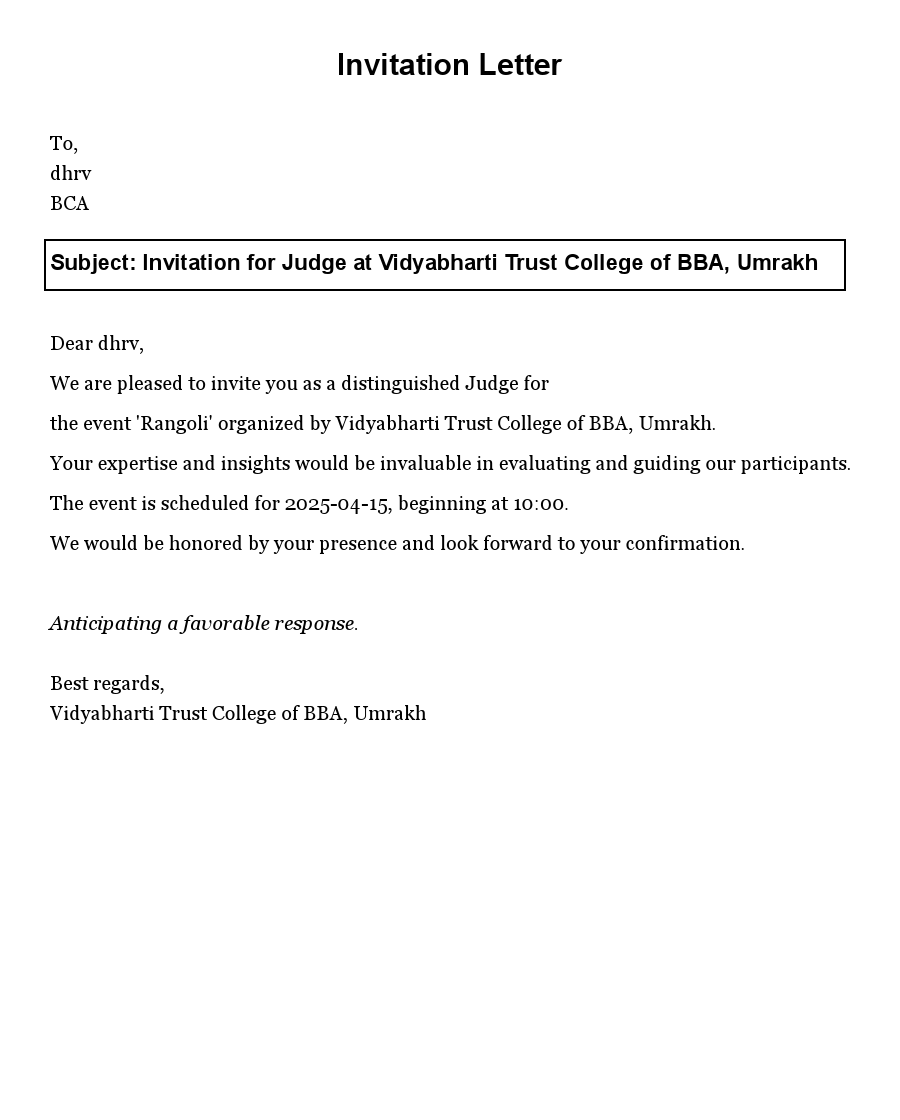 Invitation Letter
To,
dhrv
BCA
Subject: Invitation for Judge at Vidyabharti Trust College of BBA, Umrakh
Dear dhrv,
We are pleased to invite you as a distinguished Judge for
the event 'Rangoli' organized by Vidyabharti Trust College of BBA, Umrakh.
Your expertise and insights would be invaluable in evaluating and guiding our participants.
The event is scheduled for 2025-04-15, beginning at 10:00.
We would be honored by your presence and look forward to your confirmation.
Anticipating a favorable response.
Best regards,
Vidyabharti Trust College of BBA, Umrakh